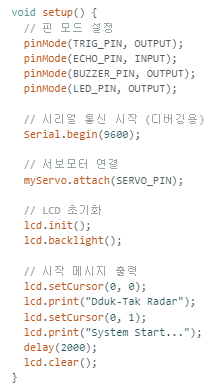 void setup() {
// 핀 모드 설정
pinMode(TRIG_PIN, OUTPUT);
pinMode(ECHO_PIN, INPUT);
pinMode(BUZZER_PIN, OUTPUT);
pinMode(LED_PIN, OUTPUT);
// 시리얼 통신 시작 (디버깅용)
Serial.begin(9600);
// 서보모터 연결
myServo.attach(SERVO_PIN);
// LCD 초기화
lcd.init();
lcd.backlight();
// 시작 메시지 출력
lcd.setCursor(0, 0);
lcd.print("Dduk-Tak Radar");
lcd.setCursor(0, 1);
lcd.print("System Start...");
delay(2000);
lcd.clear();
}